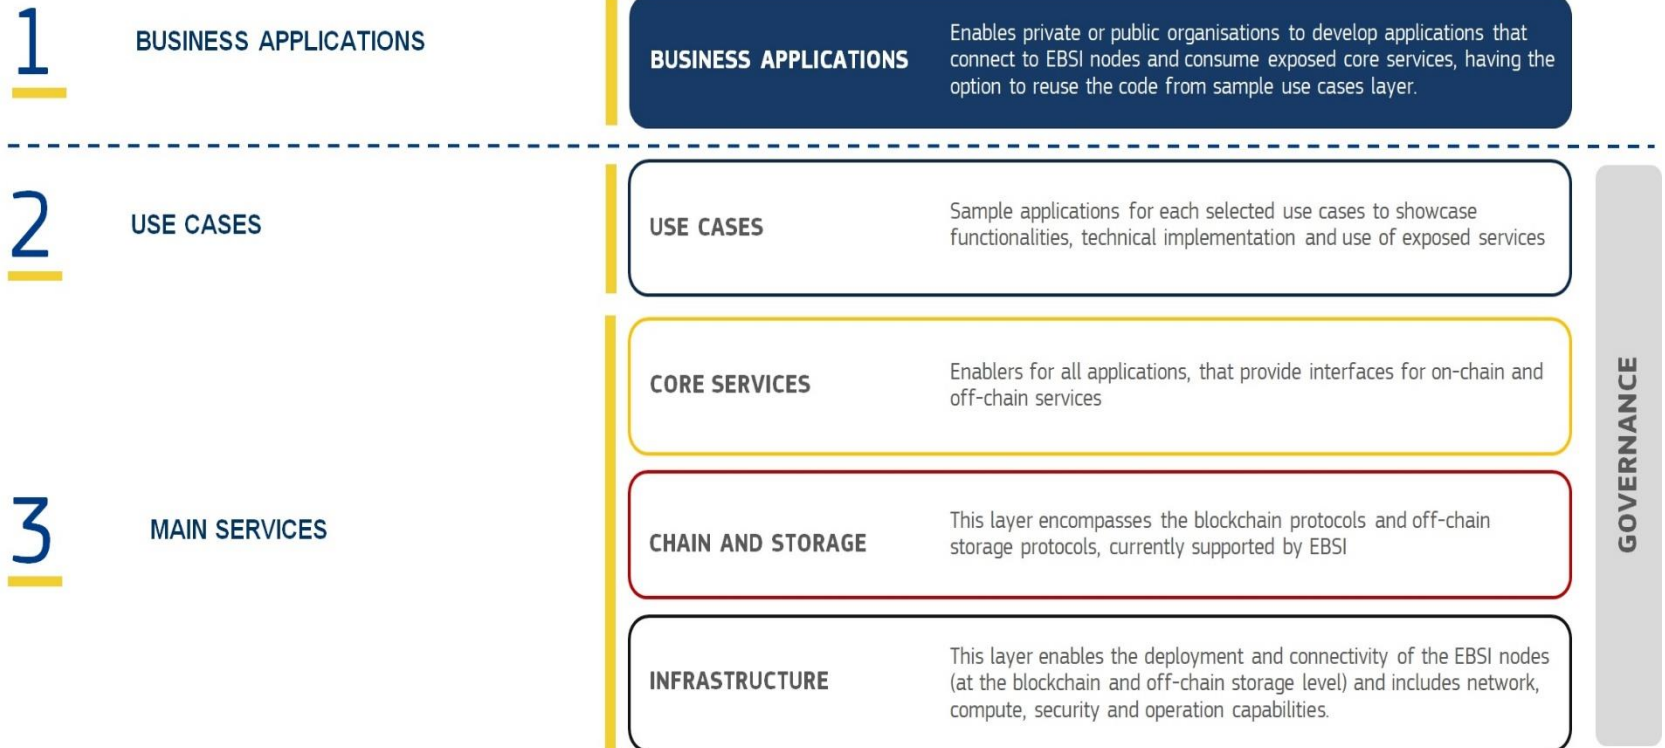 1
BUSINESS APPLICATIONS
BUSINESS APPLICATIONS
Enables private or public organisations to develop applications that
connect to EBSI nodes and consume exposed core services, having the
option to reuse the code from sample use cases layer.
2
USE CASES
USE CASES
Sample applications for each selected use cases to showcase
functionalities, technical implementation and use of exposed services
3
MAIN SERVICES
CORE SERVICES
Enablers for all applications, that provide interfaces for on-chain and
off-chain services
CHAIN AND STORAGE
This layer encompasses the blockchain protocols and off-chain
storage protocols, currently supported by EBSI
INFRASTRUCTURE
This layer enables the deployment and connectivity of the EBSI nodes
(at the blockchain and off-chain storage level) and includes network,
compute, security and operation capabilities.
GOVERNANCE